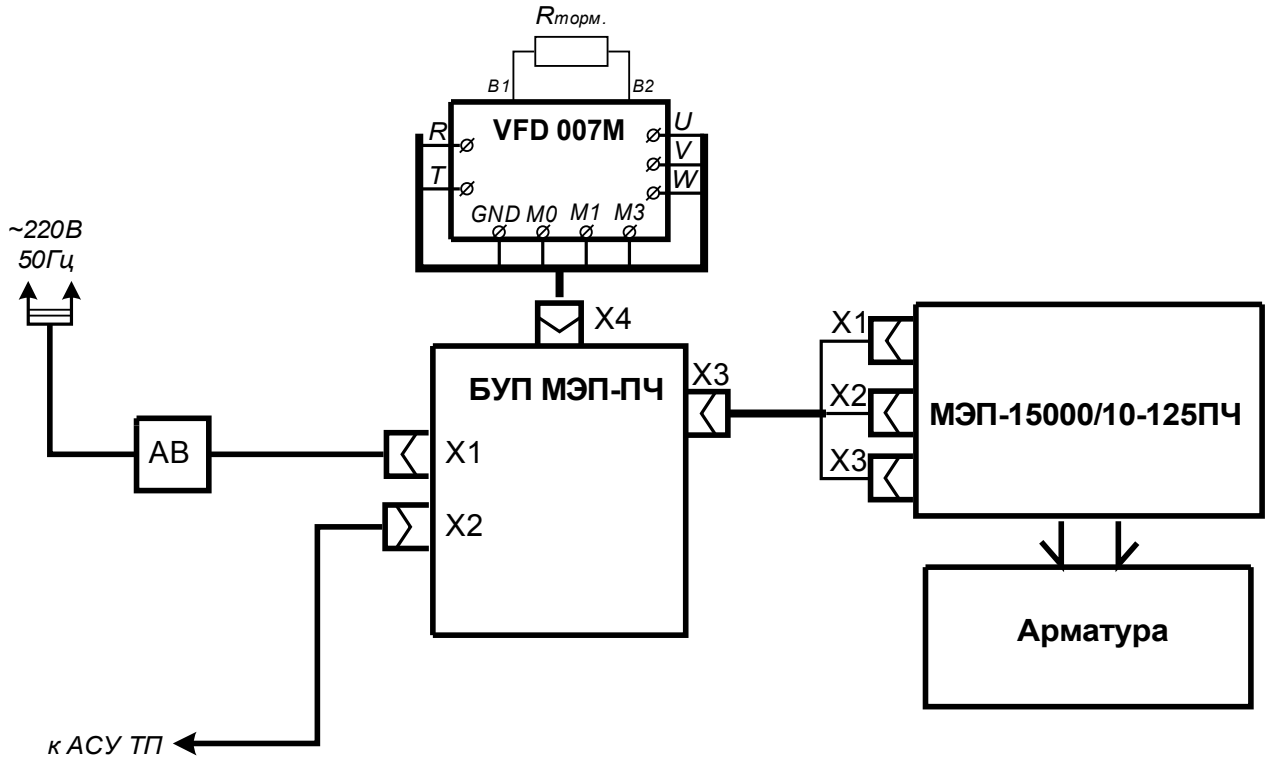 Rторм.
B1
B2
VFD 007M
R
U
V
T
W
GND M0 M1 M3
~220В
50Гц
X4
БУП МЭП-ПЧ
X3
X1
X2
МЭП-15000/10-125ПЧ
X3
АВ
X1
X2
Арматура
к АСУ ТП